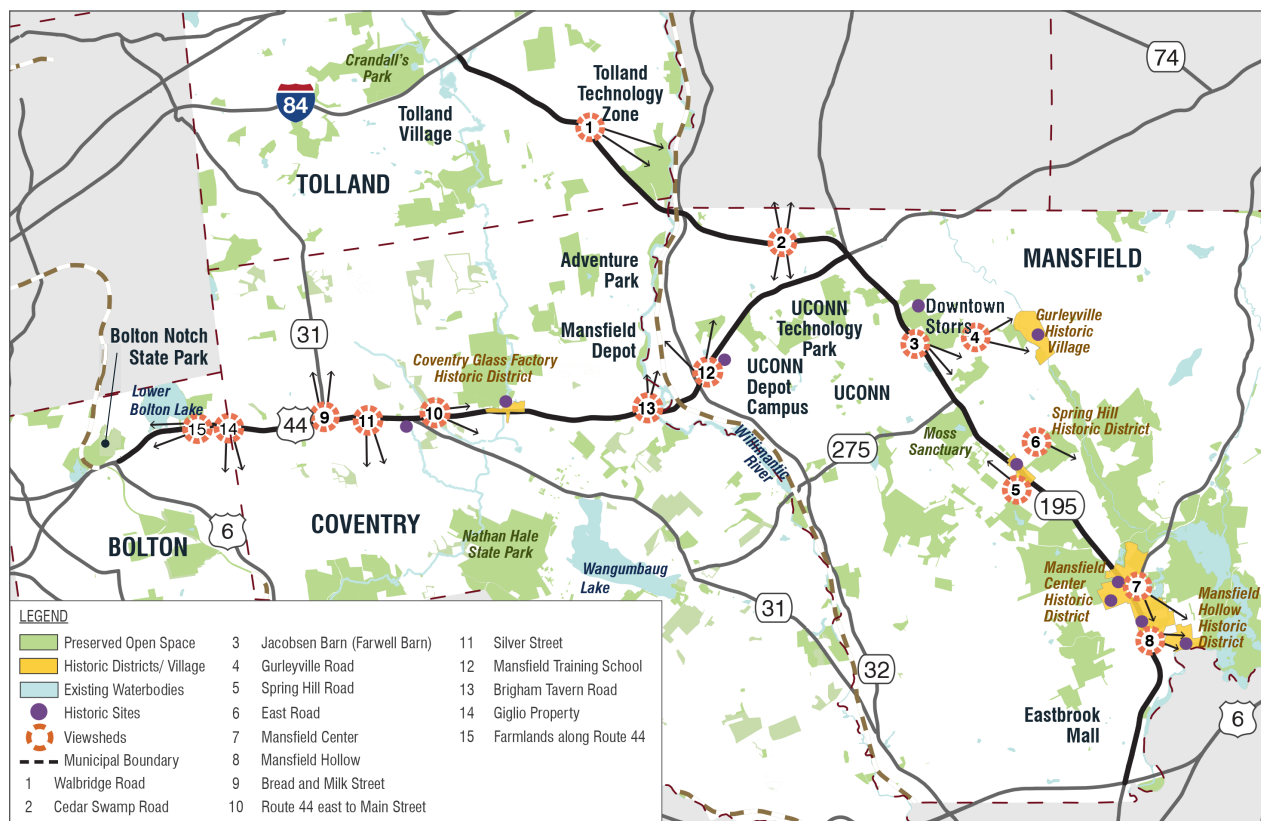 Crandall's
Park
84
Tolland
Village
Tolland
Technology
Zone
74
1
TOLLAND
2
MANSFIELD
Adventure
Park
31
Bolton Notch
State Park
Mansfield
Depot
UCONN
Technology
Park
Downtown
Storrs
Gurleyville
Historic
Village
3
4
Coventry Glass Factory
Historic District
12
UCONN
Depot
Campus
UCONN
Lower
Bolton Lake
15
14
44
9
11
10
13
Spring Hill
Historic District
Moss
Sanctuary
6
Willimantic
River
275
5
195
6
COVENTRY
BOLTON
Nathan Hale
State Park
Wangumbaug
Lake
Mansfield
Center
Historic
District
7
Mansfield
Hollow
Historic
District
8
31
32
Eastbrook
Mall
6
LEGEND
Preserved Open Space
Historic Districts/ Village
Existing Waterbodies
Historic Sites
Viewsheds
Municipal Boundary
1 Walbridge Road
2 Cedar Swamp Road
3 Jacobsen Barn (Farwell Barn)
4 Gurleyville Road
5 Spring Hill Road
6 East Road
7 Mansfield Center
8 Mansfield Hollow
9 Bread and Milk Street
10 Route 44 east to Main Street
11 Silver Street
12 Mansfield Training School
13 Brigham Tavern Road
14 Giglio Property
15 Farmlands along Route 44